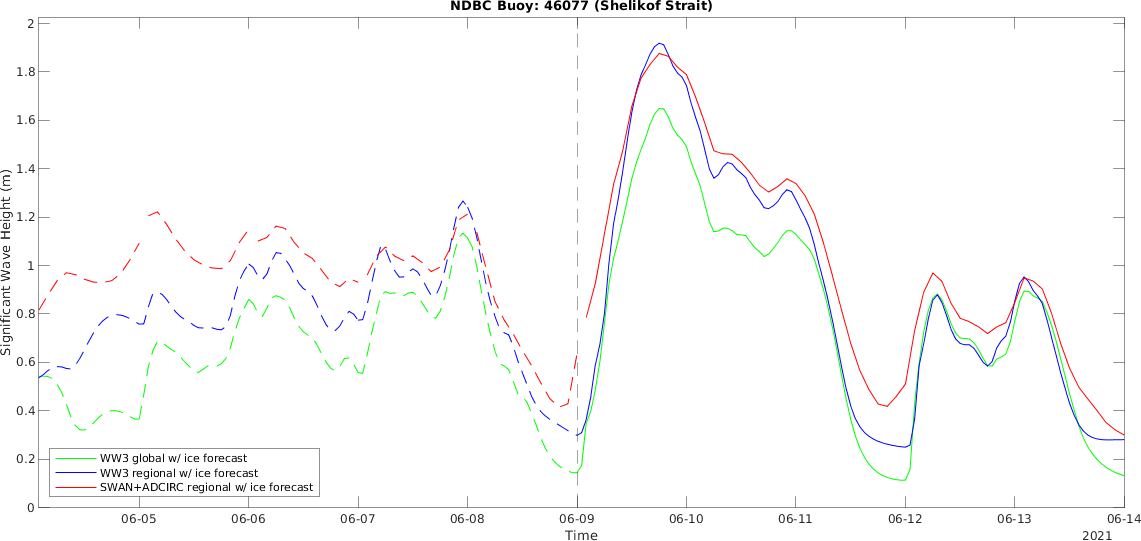 NDBC Buoy: 46077 (Shelikof Strait)
Significant Wave Height (m)
2
1.8
1.6
1.4
1.2
1
0.8
0.6
0.4
0.2
0
WW3 global w/ ice forecast
WW3 regional w/ ice forecast
SWAN+ADCIRC regional w/ ice forecast
06-05 06-06 06-07 06-08 06-09 06-10 06-11 06-12 06-13 06-14
Time
2021